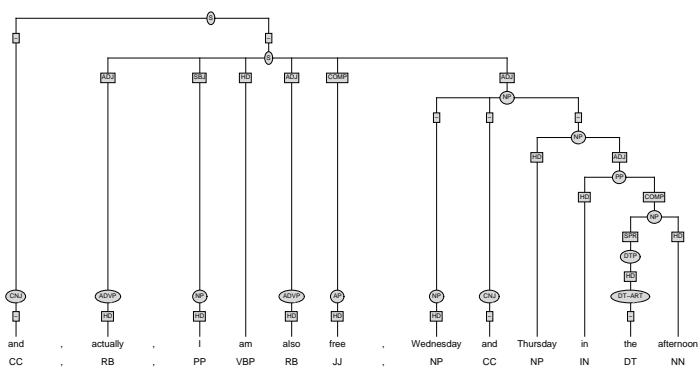 S
– –
S
ADJ SBJ HD ADJ COMP ADJ
NP
– – –
NP
HD ADJ
PP
HD COMP
NP
SPR HD
DTP
HD
CNJ ADVP NP ADVP AP NP CNJ DT–ART
– HD HD HD HD HD – –
and , actually , I am also free , Wednesday and Thursday in the afternoon
CC , RB , PP VBP RB JJ , NP CC NP IN DT NN